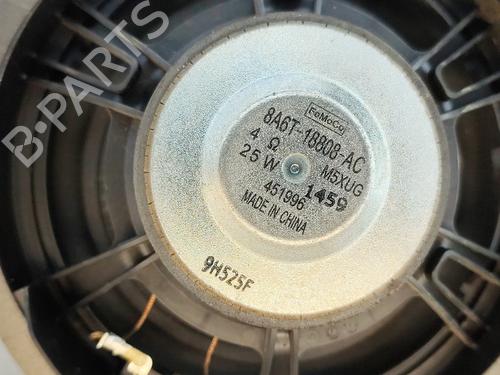 B-PARTS
FoMoCo
8A6T-18808-AC
4 Ω M5XUG
25 W 1459
451996
MADE IN CHINA
9H525F